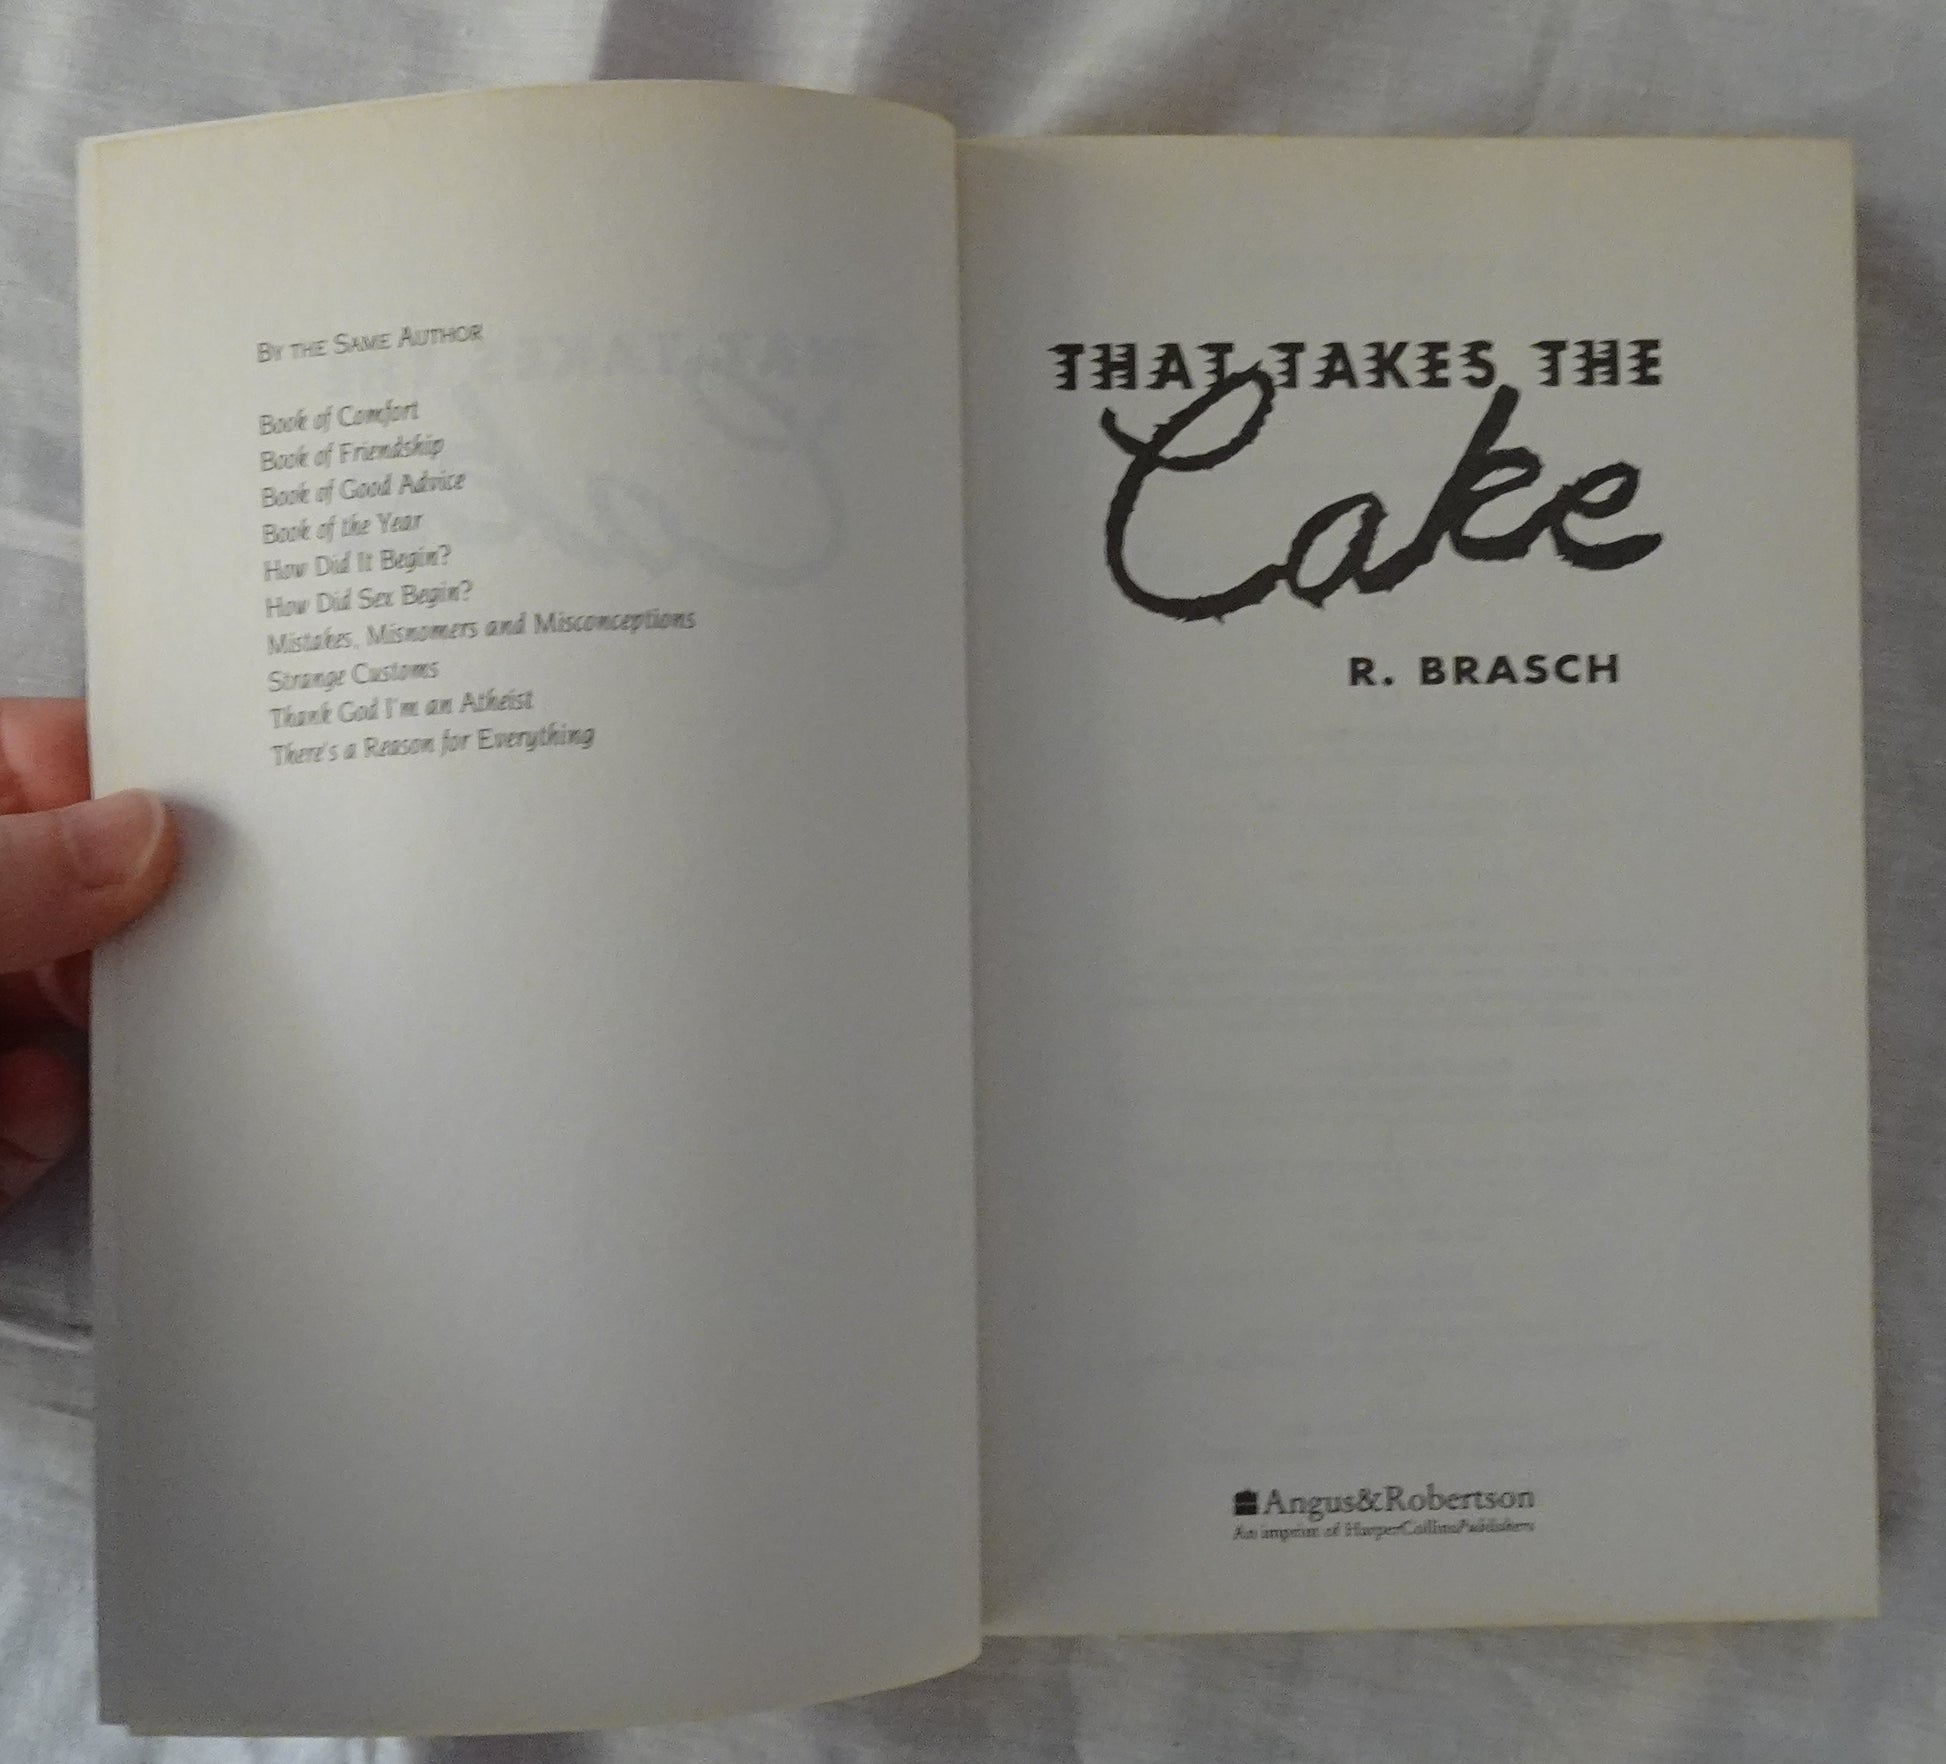 BY THE SAME AUTHOR
Book of Comfort
Book of Friendship
Book of Good Advice
Book of the Year
How Did It Begin?
How Did Sex Begin?
Mistakes, Misnomers and Misconceptions
Strange Customs
Thank God I'm an Atheist
There's a Reason for Everything
THAT TAKES THE
Cake
R. BRASCH
Angus&Robertson
An imprint of HarperCollinsPublishers